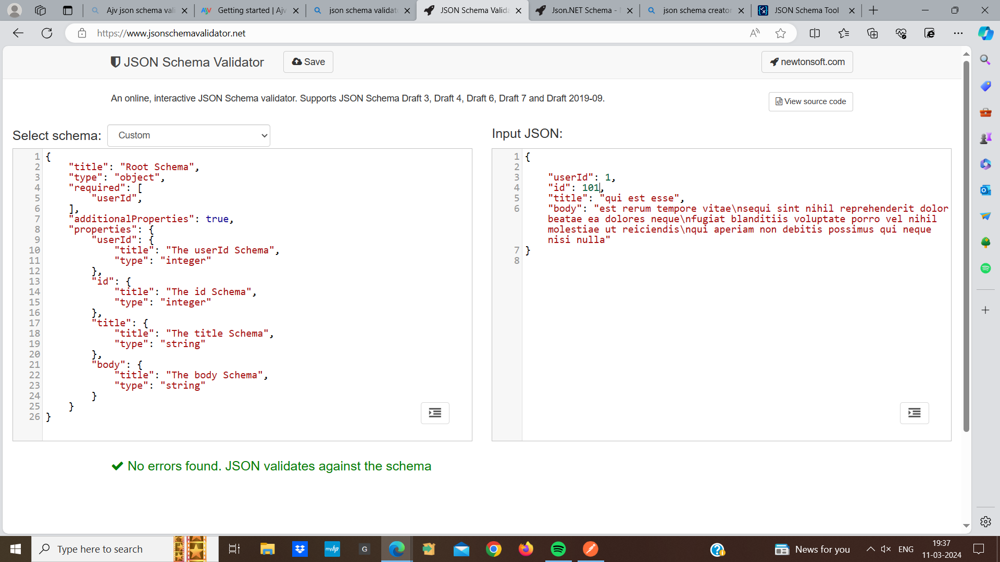 Ajv json schema vali
Getting started | Ajv
json schema validat
JSON Schema Valida
Json.NET Schema -
json schema creator
JSON Schema Tool
https://www.jsonschemavalidator.net
JSON Schema Validator
Save
newtonsoft.com
An online, interactive JSON Schema validator. Supports JSON Schema Draft 3, Draft 4, Draft 6, Draft 7 and Draft 2019-09.
View source code
Select schema:
Custom
1 {
2 "title": "Root Schema",
3 "type": "object",
4 "required": [
5 "userId",
6 ],
7 "additionalProperties": true,
8 "properties": {
9 "userId": {
10 "title": "The userId Schema",
11 "type": "integer"
12 },
13 "id": {
14 "title": "The id Schema",
15 "type": "integer"
16 },
17 "title": {
18 "title": "The title Schema",
19 "type": "string"
20 },
21 "body": {
22 "title": "The body Schema",
23 "type": "string"
24 }
25 }
26 }
Input JSON:
1 {
2
3 "userId": 1,
4 "id": 101,
5 "title": "qui est esse",
6 "body": "est rerum tempore vitae\nsequi sint nihil reprehenderit dolor
beatae ea dolores neque\nfugiat blanditiis voluptate porro vel nihil
molestiae ut reiciendis\nqui aperiam non debitis possimus qui neque
nisi nulla"
7 }
8
No errors found. JSON validates against the schema
Type here to search
myhp
G
News for you
ENG
19:37
11-03-2024